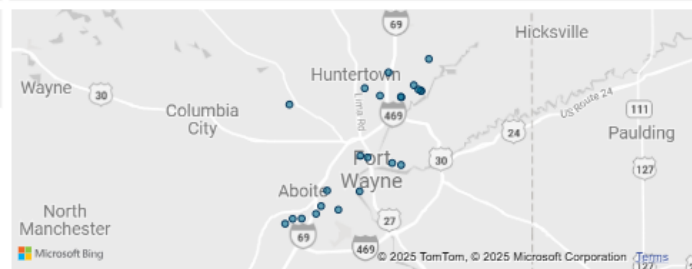 69
Hicksville
Huntertown
Wayne
30
Columbia
City
Lima Rd
469
US Route 24
111
24
Paulding
Fort
Wayne
30
127
Aboite
North
Manchester
27
69
469
Microsoft Bing
© 2025 TomTom, © 2025 Microsoft Corporation Terms
127